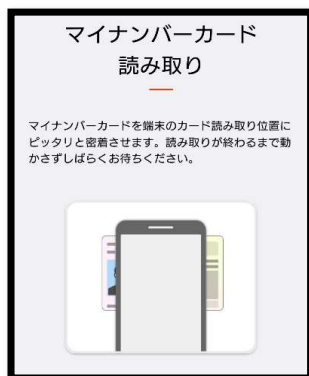 マイナンバーカード
読み取り
マイナンバーカードを端末のカード読み取り位置に
ピッタリと密着させます。読み取りが終わるまで動
かさずしばらくお待ちください。